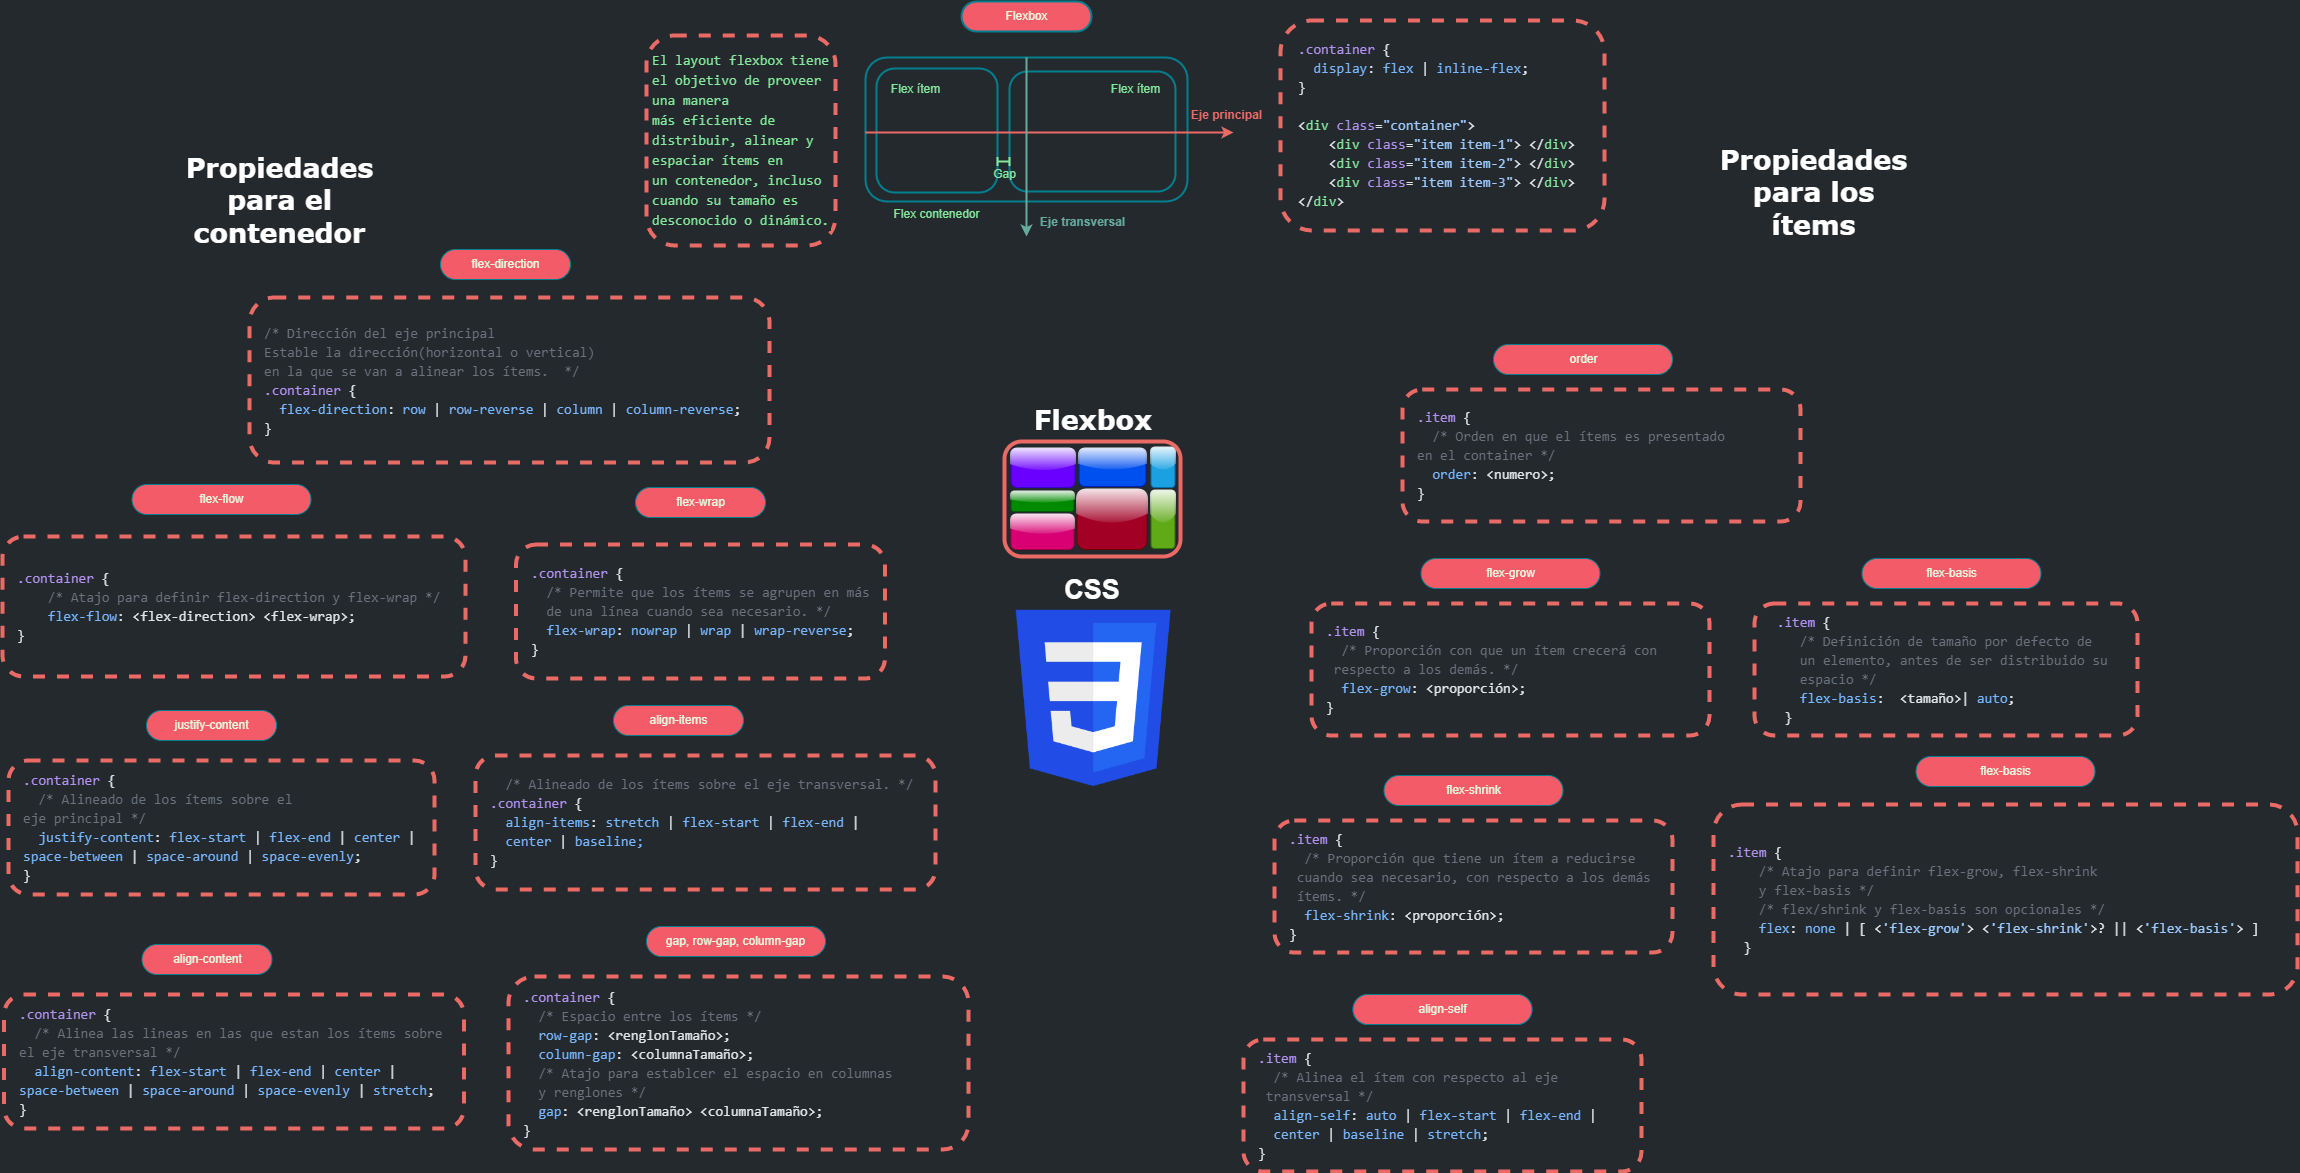 Flexbox
El layout flexbox tiene
el objetivo de proveer
una manera
más eficiente de
distribuir, alinear y
espaciar ítems en
un contenedor, incluso
cuando su tamaño es
desconocido o dinámico.
Flex ítem
Flex ítem
Eje principal
Gap
Flex contenedor
Eje transversal
.container {
  display: flex | inline-flex;
}
<div class="container">
    <div class="item item-1"> </div>
    <div class="item item-2"> </div>
    <div class="item item-3"> </div>
</div>
Propiedades
para el
contenedor
flex-direction
/* Dirección del eje principal
Estable la dirección(horizontal o vertical)
en la que se van a alinear los ítems.  */
.container {
  flex-direction: row | row-reverse | column | column-reverse;
}
flex-flow
.container {
    /* Atajo para definir flex-direction y flex-wrap */
    flex-flow: <flex-direction> <flex-wrap>;
}
flex-wrap
.container {
  /* Permite que los ítems se agrupen en más
  de una línea cuando sea necesario. */
  flex-wrap: nowrap | wrap | wrap-reverse;
}
justify-content
.container {
  /* Alineado de los ítems sobre el
eje principal */
  justify-content: flex-start | flex-end | center |
space-between | space-around | space-evenly;
}
align-items
  /* Alineado de los ítems sobre el eje transversal. */
.container {
  align-items: stretch | flex-start | flex-end |
  center | baseline;
}
align-content
.container {
  /* Alinea las lineas en las que estan los ítems sobre
el eje transversal */
  align-content: flex-start | flex-end | center |
space-between | space-around | space-evenly | stretch;
}
gap, row-gap, column-gap
.container {
  /* Espacio entre los ítems */
  row-gap: <renglonTamaño>;
  column-gap: <columnaTamaño>;
  /* Atajo para establcer el espacio en columnas
  y renglones */
  gap: <renglonTamaño> <columnaTamaño>;
}
Flexbox
CSS
Propiedades
para los
ítems
order
.item {
  /* Orden en que el ítems es presentado
en el container */
  order: <numero>;
}
flex-grow
.item {
  /* Proporción con que un ítem crecerá con
 respecto a los demás. */
  flex-grow: <proporción>;
}
flex-basis
.item {
   /* Definición de tamaño por defecto de
   un elemento, antes de ser distribuido su
   espacio */
   flex-basis:  <tamaño>| auto;
 }
flex-shrink
.item {
  /* Proporción que tiene un ítem a reducirse
 cuando sea necesario, con respecto a los demás
 ítems. */
  flex-shrink: <proporción>;
}
flex-basis
.item {
    /* Atajo para definir flex-grow, flex-shrink
    y flex-basis */
    /* flex/shrink y flex-basis son opcionales */
    flex: none | [ <'flex-grow'> <'flex-shrink'>? || <'flex-basis'> ]
  }
align-self
.item {
  /* Alinea el ítem con respecto al eje
 transversal */
  align-self: auto | flex-start | flex-end |
  center | baseline | stretch;
}